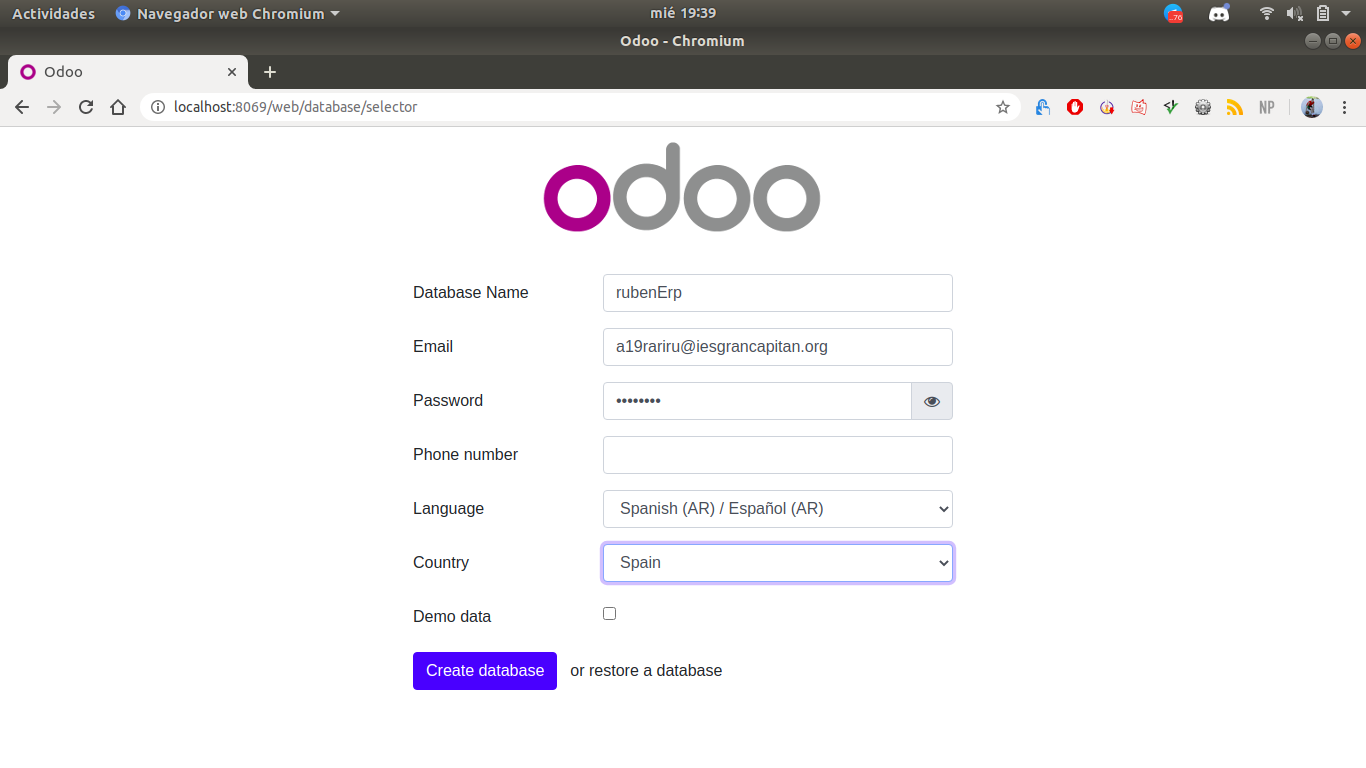 Actividades Navegador web Chromium mié 19:39
Odoo - Chromium
Odoo
localhost:8069/web/database/selector NP
odoo
Database Name rubenErp
Email a19rariru@iesgrancapitan.org
Password ••••••••
Phone number
Language Spanish (AR) / Español (AR)
Country Spain
Demo data
Create database or restore a database